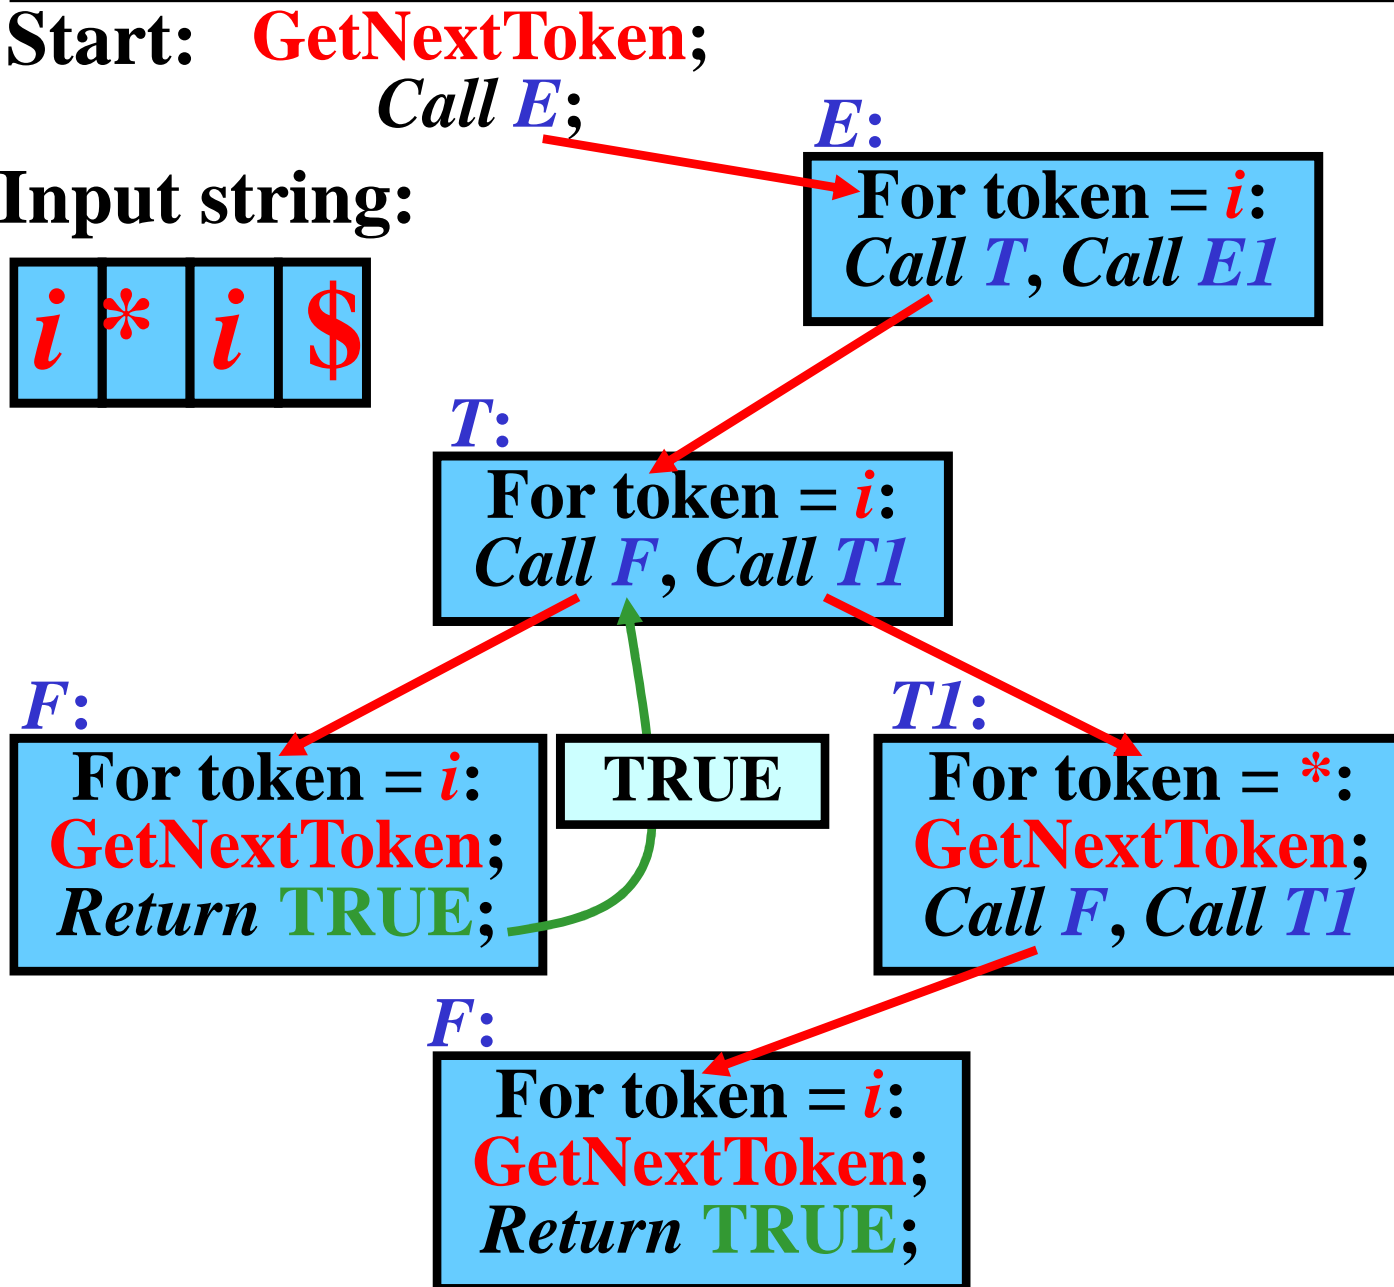 Start: GetNextToken;
Call E;
E:
For token = i:
Call T, Call E1
Input string:
i * i $
T:
For token = i:
Call F, Call T1
F:
For token = i:
GetNextToken;
Return TRUE;
TRUE
T1:
For token = *:
GetNextToken;
Call F, Call T1
F:
For token = i:
GetNextToken;
Return TRUE;